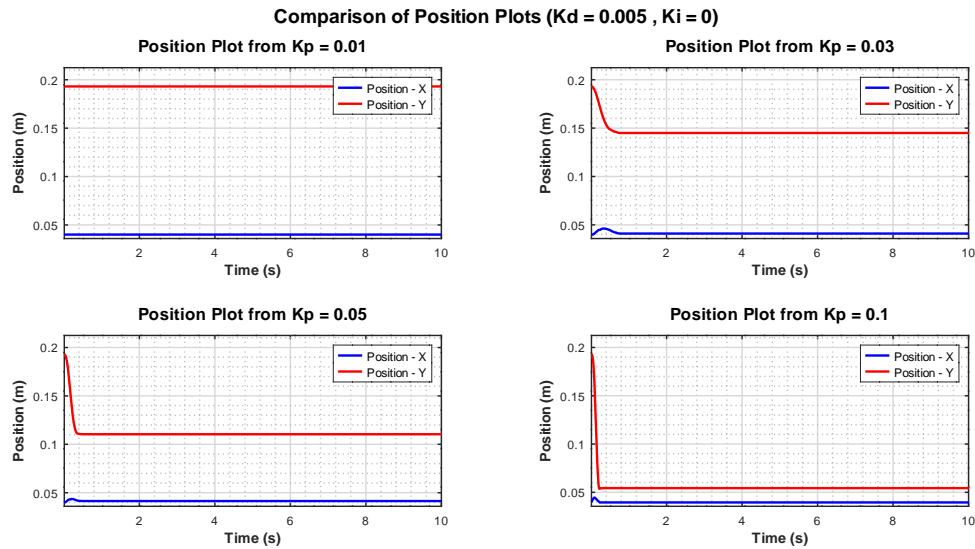 Comparison of Position Plots (Kd = 0.005 , Ki = 0)
Position Plot from Kp = 0.01
0.2
0.15
0.1
0.05
Position (m)
Position - X
Position - Y
2
4
6
8
10
Time (s)
Position Plot from Kp = 0.03
0.2
0.15
0.1
0.05
Position (m)
Position - X
Position - Y
2
4
6
8
10
Time (s)
Position Plot from Kp = 0.05
0.2
0.15
0.1
0.05
Position (m)
Position - X
Position - Y
2
4
6
8
10
Time (s)
Position Plot from Kp = 0.1
0.2
0.15
0.1
0.05
Position (m)
Position - X
Position - Y
2
4
6
8
10
Time (s)